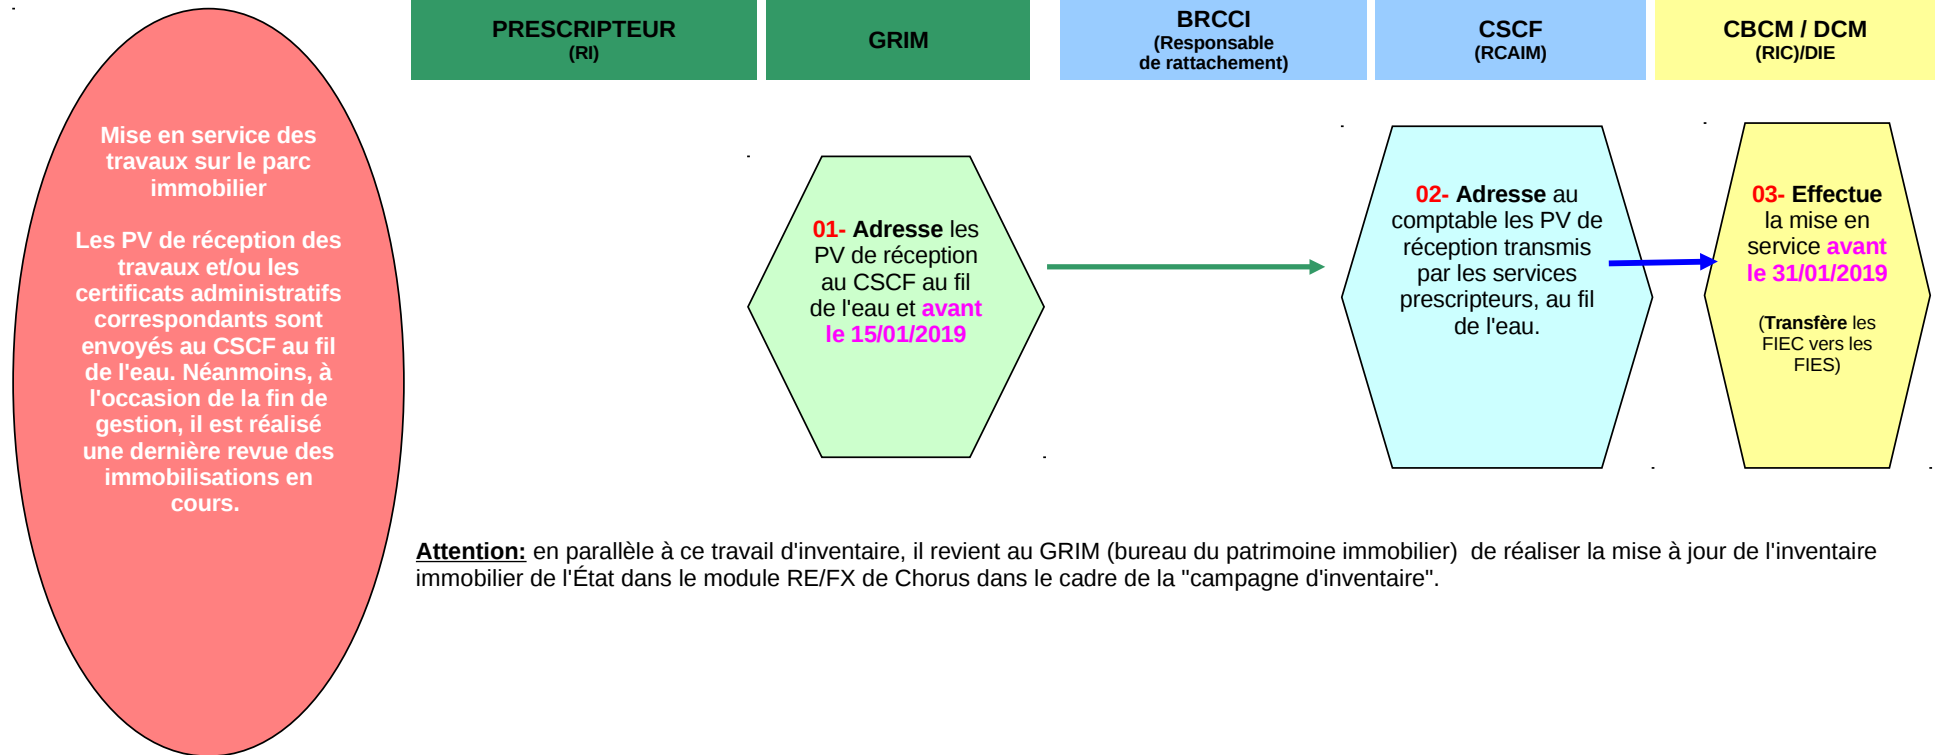 PRESCRIPTEUR
(RI)
GRIM
BRCCI
(Responsable
de rattachement)
CSCF
(RCAIM)
CBCM / DCM
(RIC)/DIE
Mise en service des
travaux sur le parc
immobilier
Les PV de réception des
travaux et/ou les
certificats administratifs
correspondants sont
envoyés au CSCF au fil
de l'eau. Néanmoins, à
l'occasion de la fin de
gestion, il est réalisé
une dernière revue des
immobilisations en
cours.
01- Adresse les
PV de réception
au CSCF au fil
de l'eau et avant
le 15/01/2019
02- Adresse au
comptable les PV de
réception transmis
par les services
prescripteurs, au fil
de l'eau.
03- Effectue
la mise en
service avant
le 31/01/2019
(Transfère les
FIEC vers les
FIES)
Attention: en parallèle à ce travail d'inventaire, il revient au GRIM (bureau du patrimoine immobilier)  de réaliser la mise à jour de l'inventaire
immobilier de l'État dans le module RE/FX de Chorus dans le cadre de la "campagne d'inventaire".